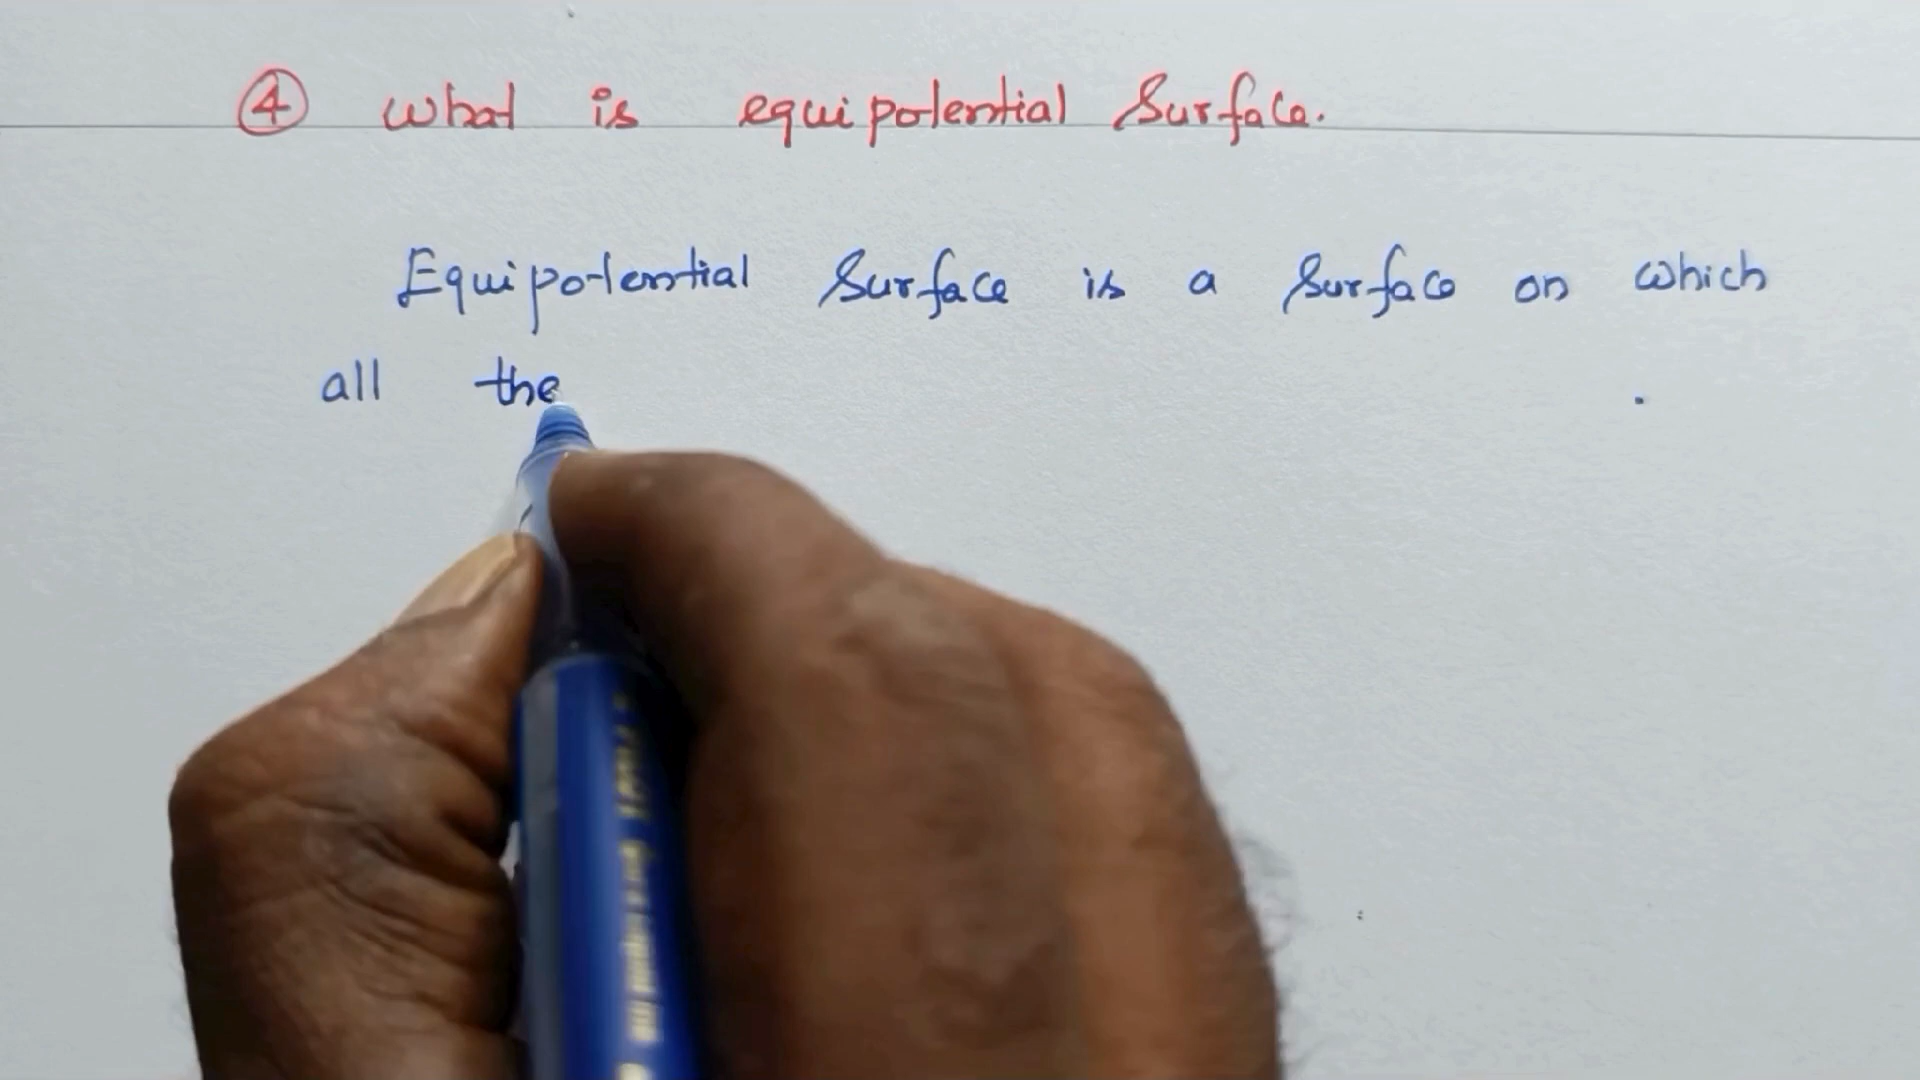 ④ What is equipotential Surface.
Equipotential Surface is a Surface on which
all the